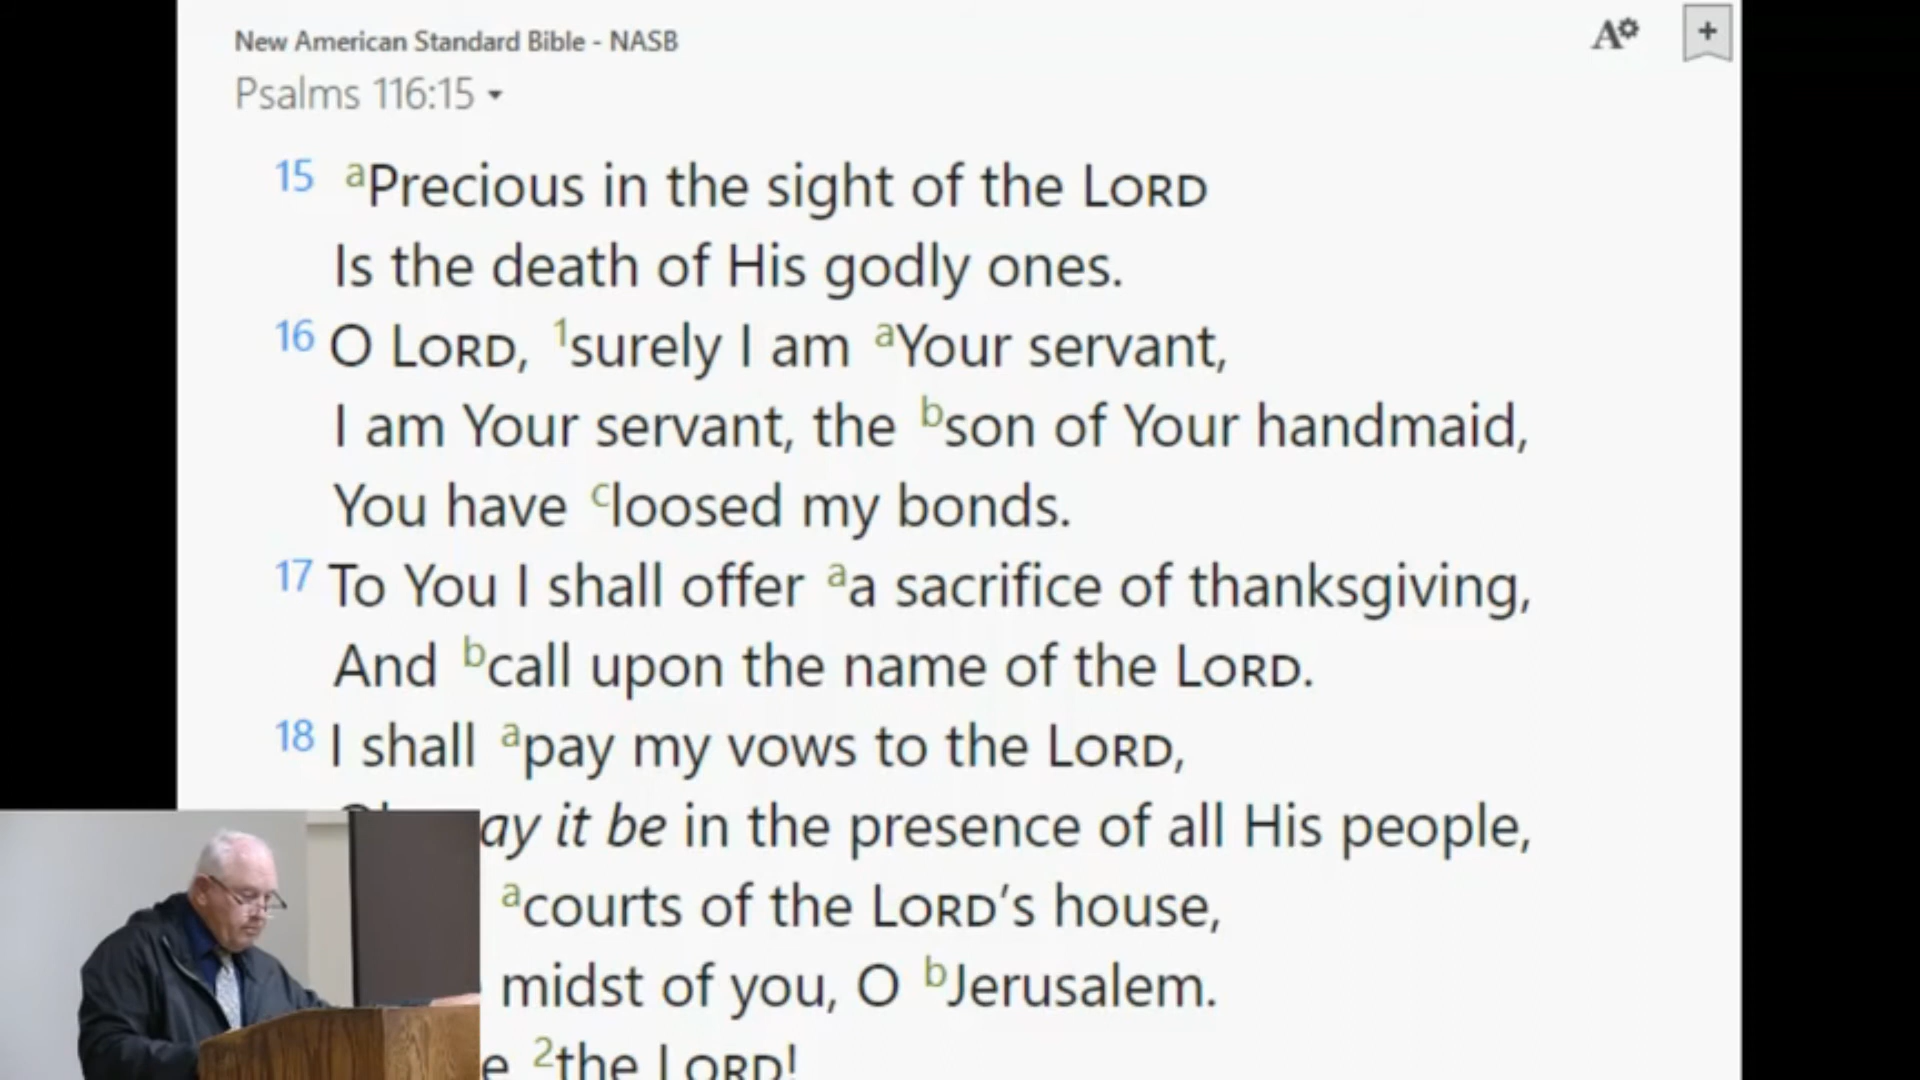 New American Standard Bible - NASB
Psalms 116:15
15 aPrecious in the sight of the LORD
Is the death of His godly ones.
16 O LORD, 1surely I am aYour servant,
I am Your servant, the bson of Your handmaid,
You have cloosed my bonds.
17 To You I shall offer aa sacrifice of thanksgiving,
And bcall upon the name of the LORD.
18 I shall apay my vows to the LORD,
ay it be in the presence of all His people,
acourts of the LORD's house,
midst of you, O bJerusalem.
e 2the LORD!